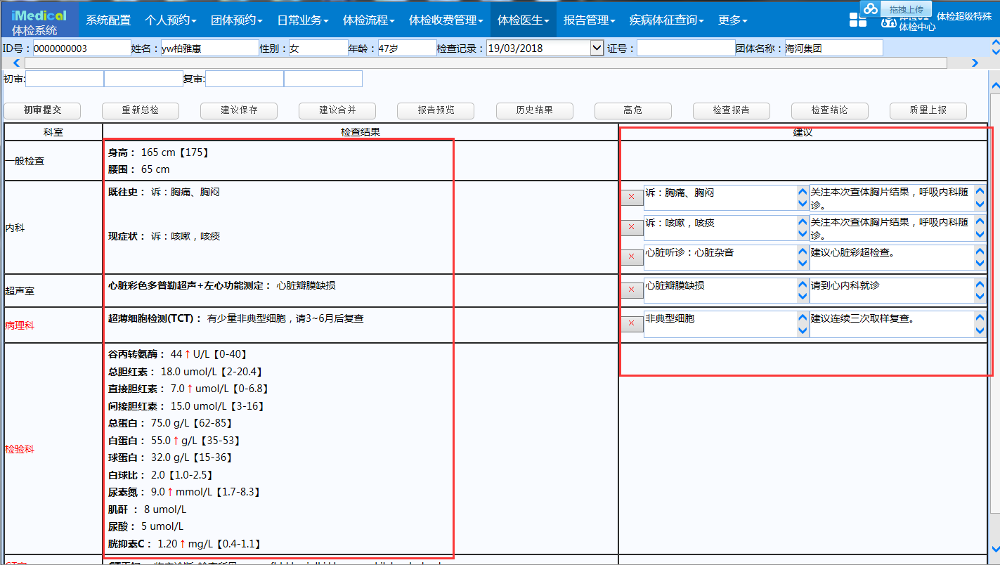 iMedical
体检系统
系统配置 个人预约 团体预约 日常业务 体检流程 体检收费管理 体检医生 报告管理 疾病体征查询 更多
拖拽上传
体检中心
体检超级特殊
ID号： 0000000003 姓名： yw柏雅惠 性别： 女 年龄： 47岁 检查记录： 19/03/2018 证号： 团体名称： 海河集团
初审: 复审:
初审提交 重新总检 建议保存 建议合并 报告预览 历史结果 高危 检查报告 检查结论 质量上报
科室 检查结果 建议
一般检查
身高： 165 cm【175】
腰围： 65 cm
内科
既往史： 诉：胸痛、胸闷
现症状： 诉：咳嗽，咳痰
× 诉：胸痛、胸闷 关注本次查体胸片结果，呼吸内科随
诊。
× 诉：咳嗽，咳痰 关注本次查体胸片结果，呼吸内科随
诊。
× 心脏听诊：心脏杂音 建议心脏彩超检查。
超声室
心脏彩色多普勒超声+左心功能测定： 心脏瓣膜缺损
× 心脏瓣膜缺损 请到心内科就诊
病理科
超薄细胞检测(TCT)： 有少量非典型细胞，请3~6月后复查
× 非典型细胞 建议连续三次取样复查。
检验科
谷丙转氨酶： 44↑U/L【0-40】
总胆红素： 18.0 umol/L【2-20.4】
直接胆红素： 7.0↑umol/L【0-6.8】
间接胆红素： 15.0 umol/L【3-16】
总蛋白： 75.0 g/L【62-85】
白蛋白： 55.0↑g/L【35-53】
球蛋白： 32.0 g/L【15-36】
白球比： 2.0【1.0-2.5】
尿素氮： 9.0↑mmol/L【1.7-8.3】
肌酐 ： 8 umol/L
尿酸： 5 umol/L
胱抑素C： 1.20↑mg/L【0.4-1.1】